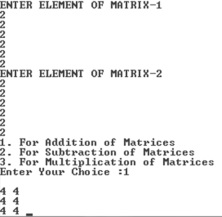 ENTER ELEMENT OF MATRIX-1
2
2
2
2
2
2
ENTER ELEMENT OF MATRIX-2
2
2
2
2
2
2
1. For Addition of Matrices
2. For Subtraction of Matrices
3. For Multiplication of Matrices
Enter Your Choice :1
4 4
4 4
4 4 _